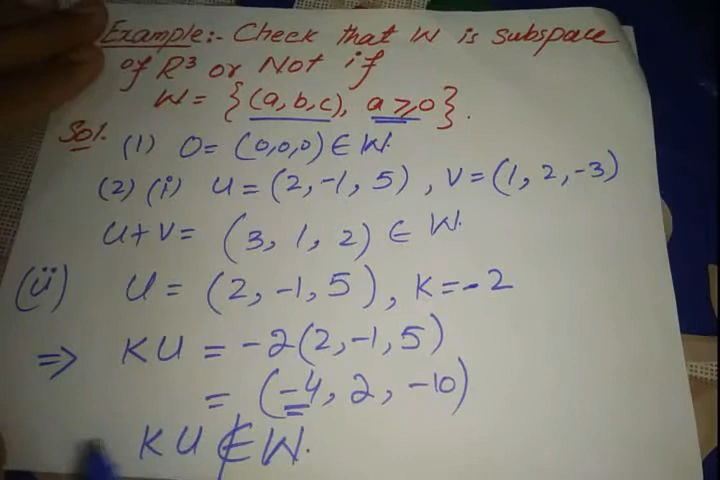 Example:- Check that W is subspace
of R³ or Not if
W = {(a, b, c), a ≥ 0}.
Sol. (1) 0 = (0,0,0) ∈ W.
(2) (i) U = (2, -1, 5), V = (1, 2, -3)
U + V = (3, 1, 2) ∈ W.
(ii) U = (2, -1, 5), K = -2
⇒ KU = -2(2, -1, 5)
= (-4, 2, -10)
KU ∉ W.